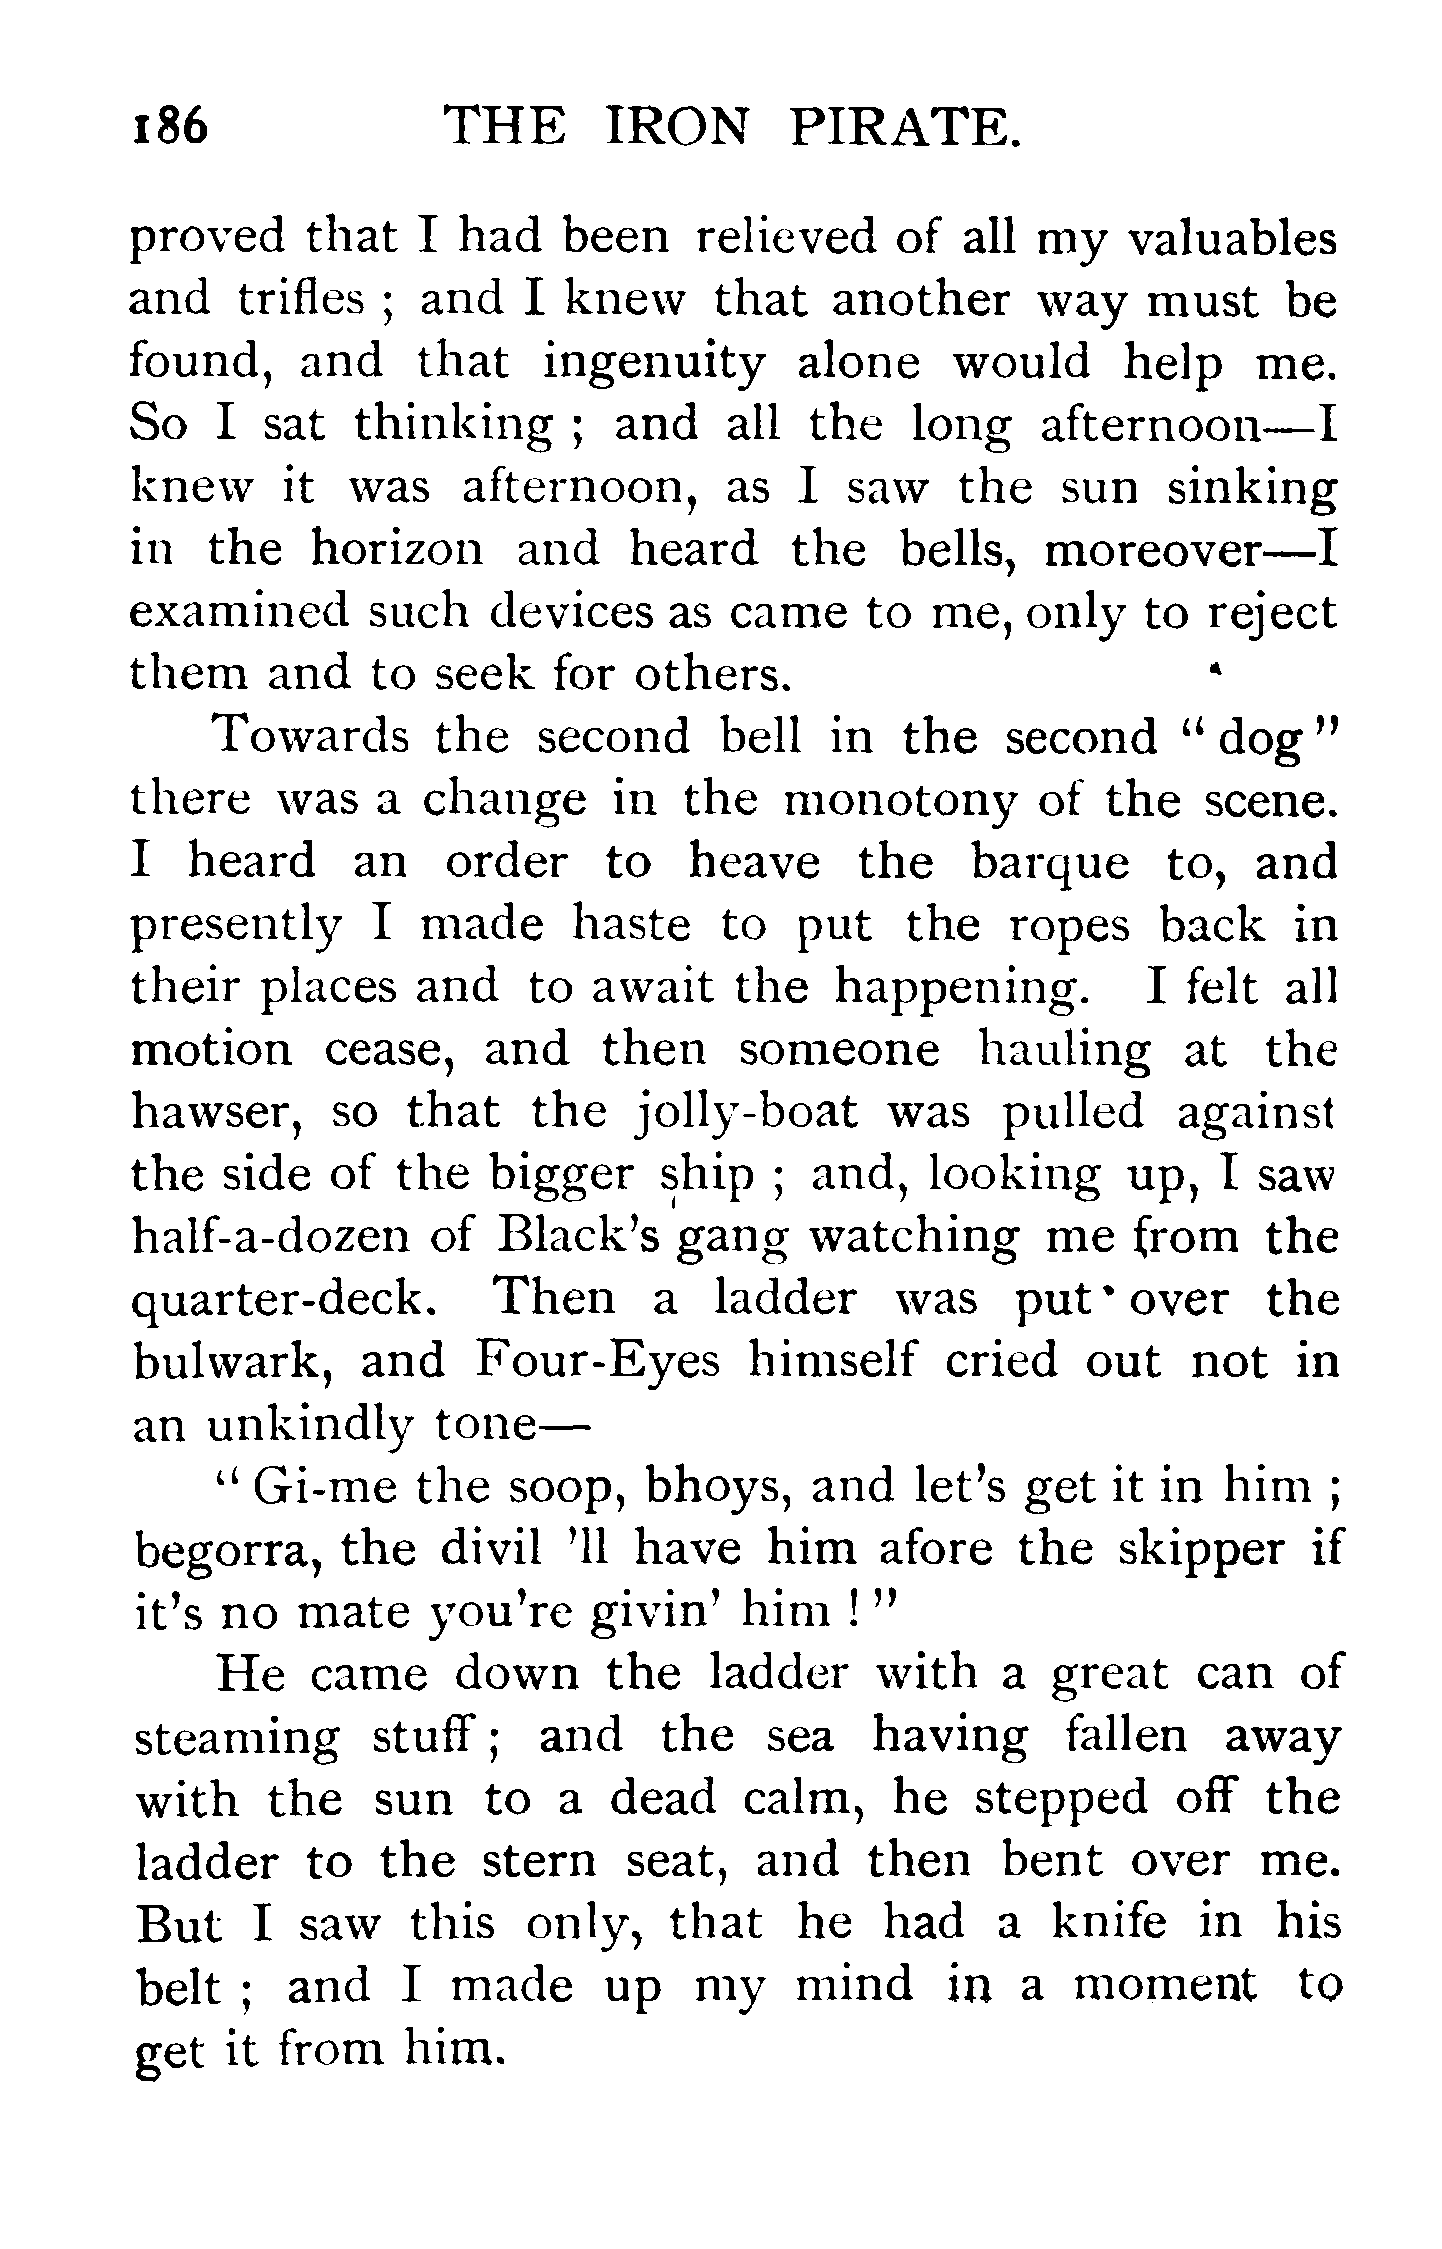 186 THE IRON PIRATE.
proved that I had been relieved of all my valuables
and trifles ; and I knew that another way must be
found, and that ingenuity alone would help me.
So I sat thinking ; and all the long afternoon—I
knew it was afternoon, as I saw the sun sinking
in the horizon and heard the bells, moreover—I
examined such devices as came to me, only to reject
them and to seek for others.
Towards the second bell in the second “ dog ”
there was a change in the monotony of the scene.
I heard an order to heave the barque to, and
presently I made haste to put the ropes back in
their places and to await the happening. I felt all
motion cease, and then someone hauling at the
hawser, so that the jolly-boat was pulled against
the side of the bigger ship ; and, looking up, I saw
half-a-dozen of Black’s gang watching me from the
quarter-deck. Then a ladder was put over the
bulwark, and Four-Eyes himself cried out not in
an unkindly tone—
“ Gi-me the soop, bhoys, and let’s get it in him ;
begorra, the divil ’ll have him afore the skipper if
it’s no mate you’re givin’ him ! ”
He came down the ladder with a great can of
steaming stuff ; and the sea having fallen away
with the sun to a dead calm, he stepped off the
ladder to the stern seat, and then bent over me.
But I saw this only, that he had a knife in his
belt ; and I made up my mind in a moment to
get it from him.